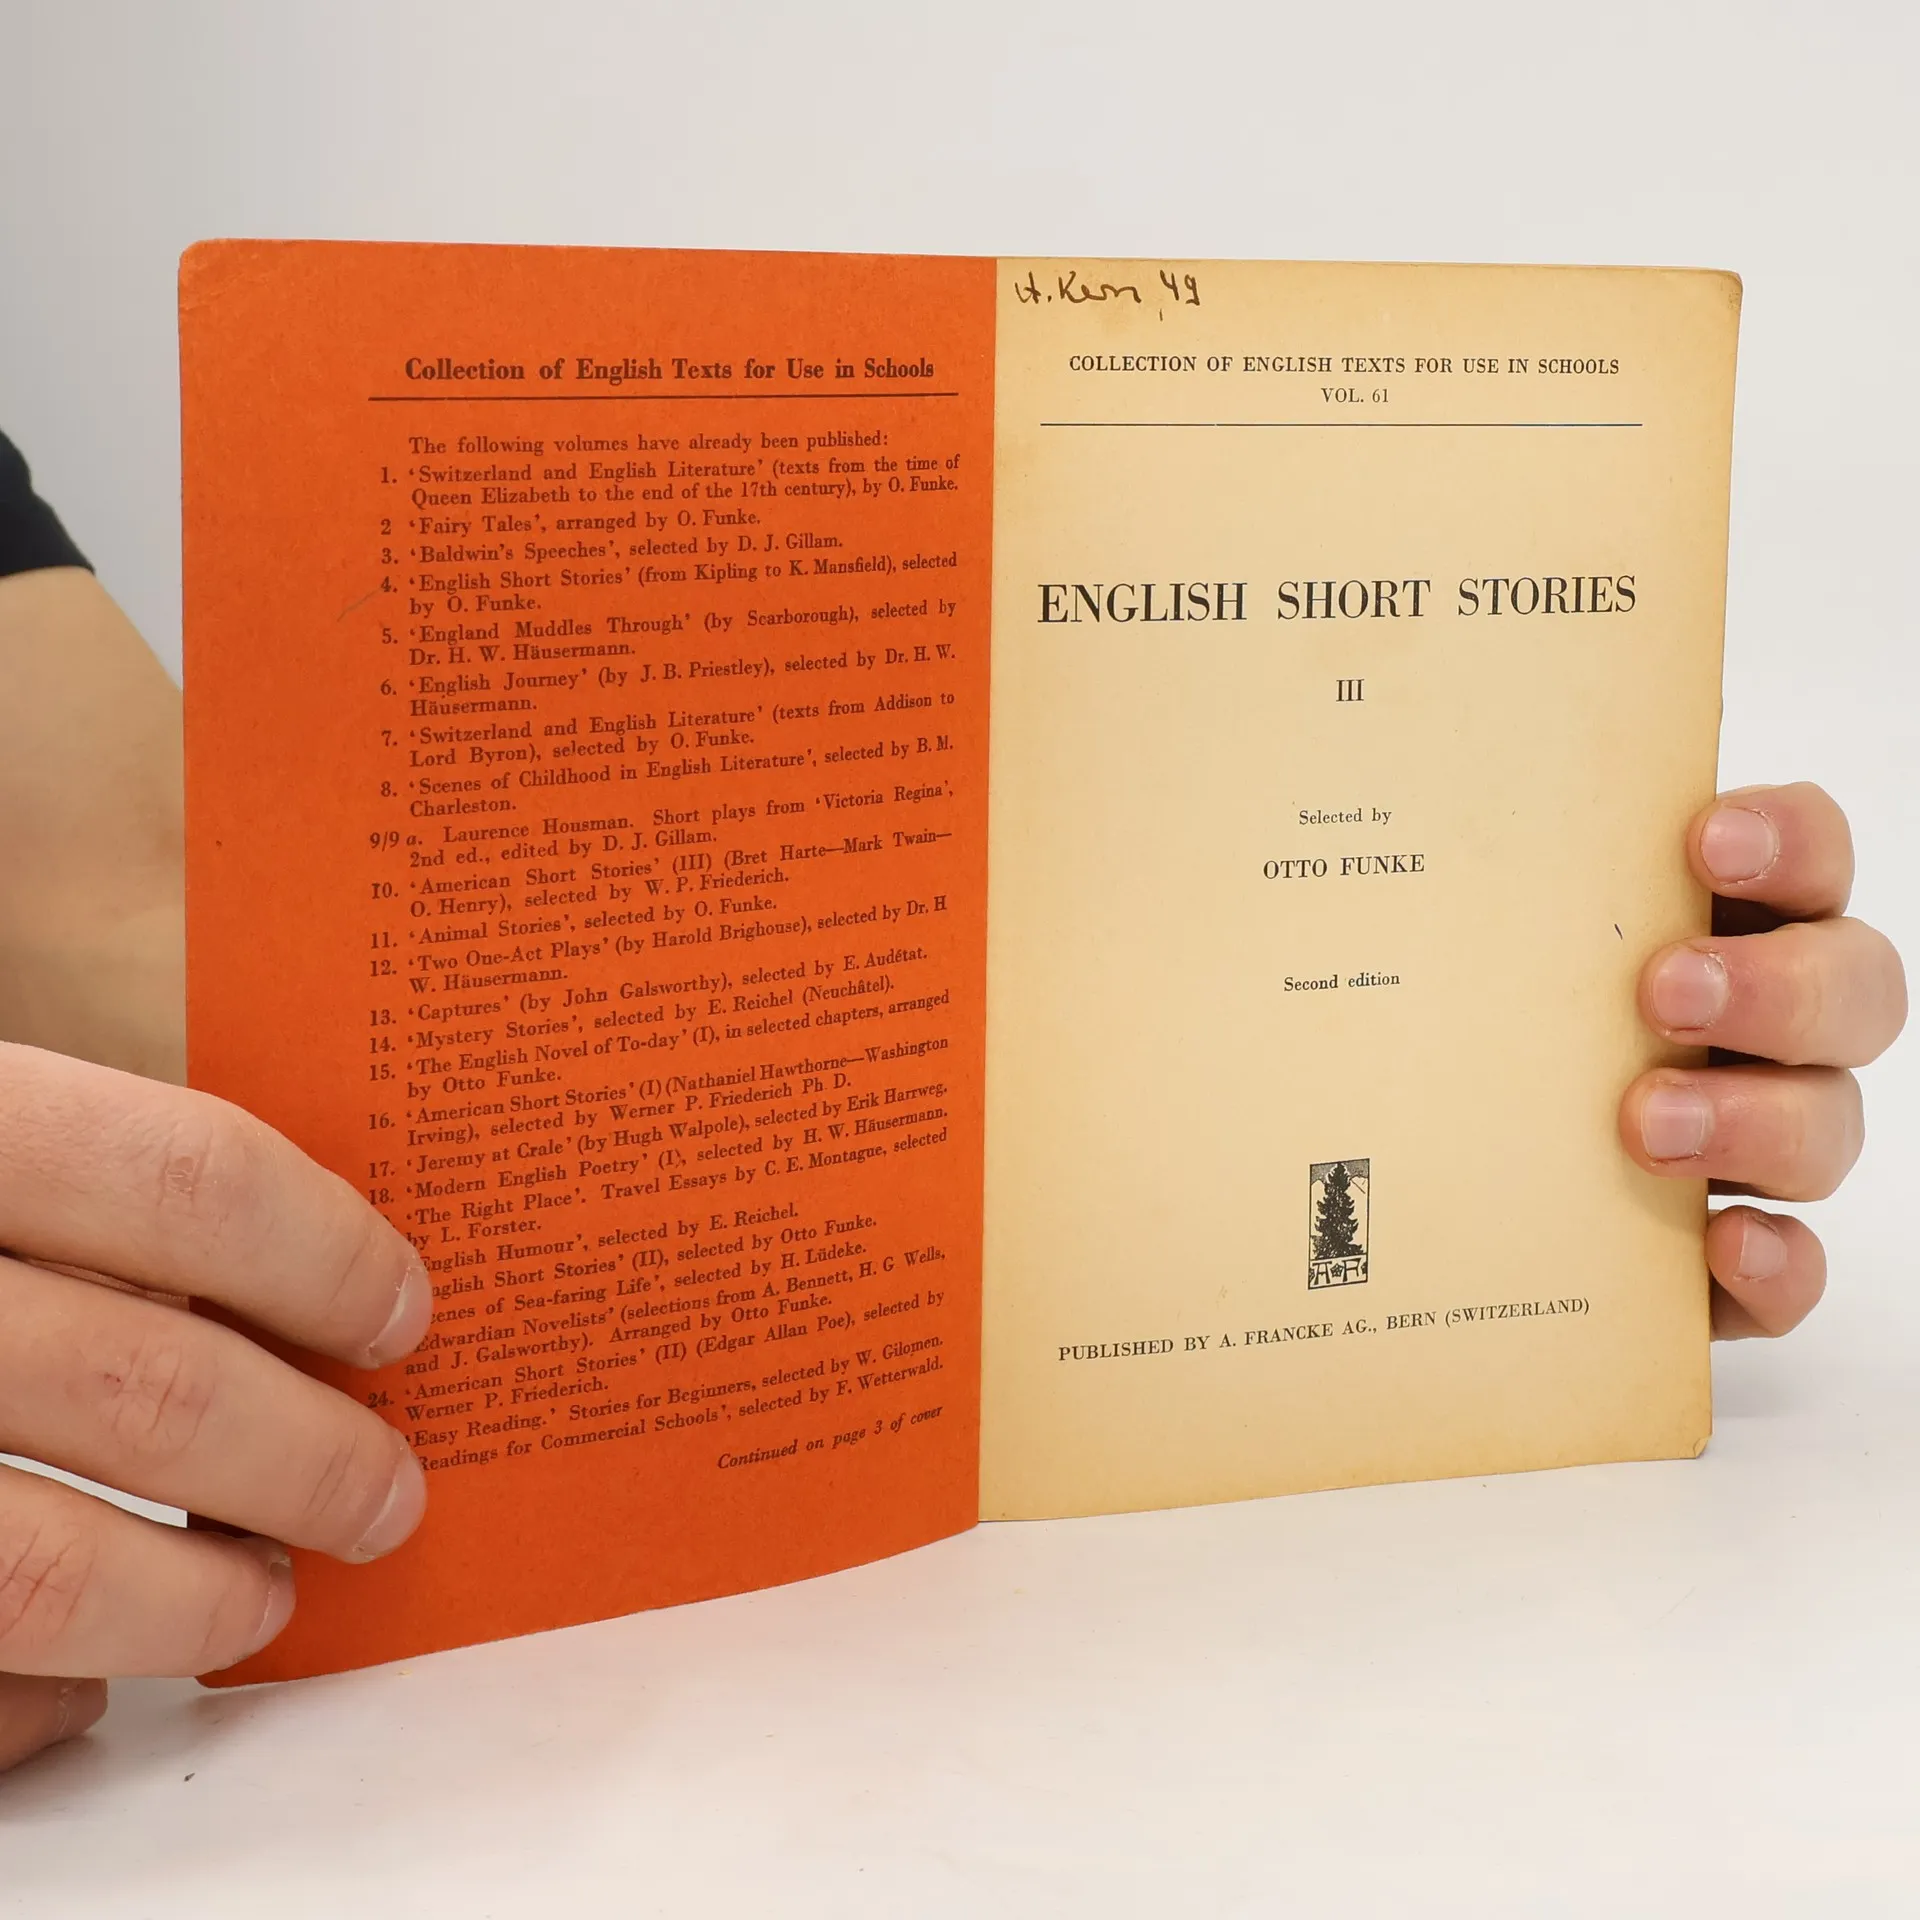 Collection of English Texts for Use in Schools
The following volumes have already been published:
1. ‘Switzerland and English Literature’ (texts from the time of
Queen Elizabeth to the end of the 17th century), by O. Funke.
2 ‘Fairy Tales’, arranged by O. Funke.
3. ‘Baldwin’s Speeches’, selected by D. J. Gillam.
4. ‘English Short Stories’ (from Kipling to K. Mansfield), selected
by O. Funke.
5. ‘England Muddles Through’ (by Scarborough), selected by
Dr. H. W. Häusermann.
6. ‘English Journey’ (by J. B. Priestley), selected by Dr. H. W.
Häusermann.
7. ‘Switzerland and English Literature’ (texts from Addison to
Lord Byron), selected by O. Funke.
8. ‘Scenes of Childhood in English Literature’, selected by B. M.
Charleston.
9/9 a. Laurence Housman. Short plays from ‘Victoria Regina’,
2nd ed., edited by D. J. Gillam.
10. ‘American Short Stories’ (III) (Bret Harte—Mark Twain—
O. Henry), selected by W. P. Friederich.
11. ‘Animal Stories’, selected by O. Funke.
12. ‘Two One-Act Plays’ (by Harold Brighouse), selected by Dr. H
W. Häusermann.
13. ‘Captures’ (by John Galsworthy), selected by E. Audétat.
14. ‘Mystery Stories’, selected by E. Reichel (Neuchâtel).
15. ‘The English Novel of To-day’ (I), in selected chapters, arranged
by Otto Funke.
16. ‘American Short Stories’ (I) (Nathaniel Hawthorne—Washington
Irving), selected by Werner P. Friederich Ph. D.
17. ‘Jeremy at Crale’ (by Hugh Walpole), selected by Erik Harrweg.
18. ‘Modern English Poetry’ (I), selected by H. W. Häusermann.
‘The Right Place’. Travel Essays by C. E. Montague, selected
by L. Forster.
English Humour’, selected by E. Reichel.
nglish Short Stories’ (II), selected by Otto Funke.
cenes of Sea-faring Life’, selected by H. Lüdeke.
Edwardian Novelists’ (selections from A. Bennett, H. G Wells,
and J. Galsworthy). Arranged by Otto Funke.
24. ‘American Short Stories’ (II) (Edgar Allan Poe), selected by
Werner P. Friederich.
‘Easy Reading.’ Stories for Beginners, selected by W. Gilomen.
Readings for Commercial Schools’, selected by F. Wetterwald.
Continued on page 3 of cover
H. Kern, 49
COLLECTION OF ENGLISH TEXTS FOR USE IN SCHOOLS
VOL. 61
ENGLISH SHORT STORIES
III
Selected by
OTTO FUNKE
Second edition
AF
PUBLISHED BY A. FRANCKE AG., BERN (SWITZERLAND)